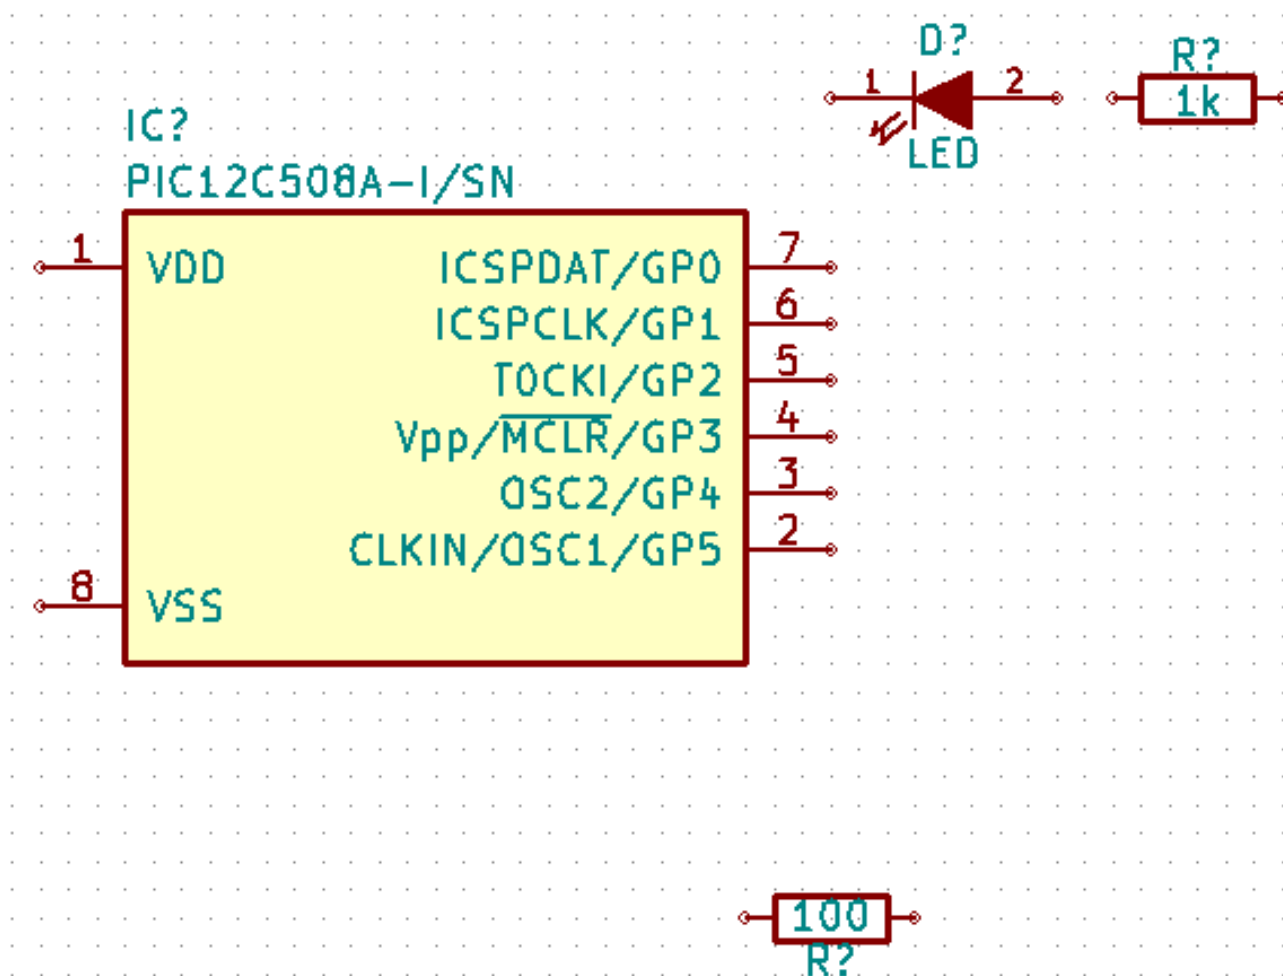 D?
1 2
LED
R?
1k
IC?
PIC12C508A-I/SN
1 VDD ICSPDAT/GP0 7
ICSPCLK/GP1 6
T0CKI/GP2 5
Vpp/MCLR/GP3 4
OSC2/GP4 3
CLKIN/OSC1/GP5 2
8 VSS
100
R?